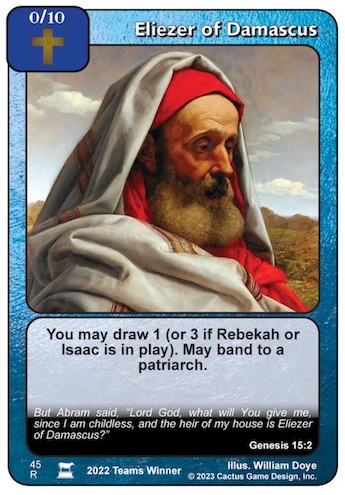 0/10
Eliezer of Damascus
You may draw 1 (or 3 if Rebekah or
Isaac is in play). May band to a
patriarch.
But Abram said, “Lord God, what will You give me,
since I am childless, and the heir of my house is Eliezer
of Damascus?”
Genesis 15:2
45
R
2022 Teams Winner
Illus. William Doye
© 2023 Cactus Game Design, Inc.